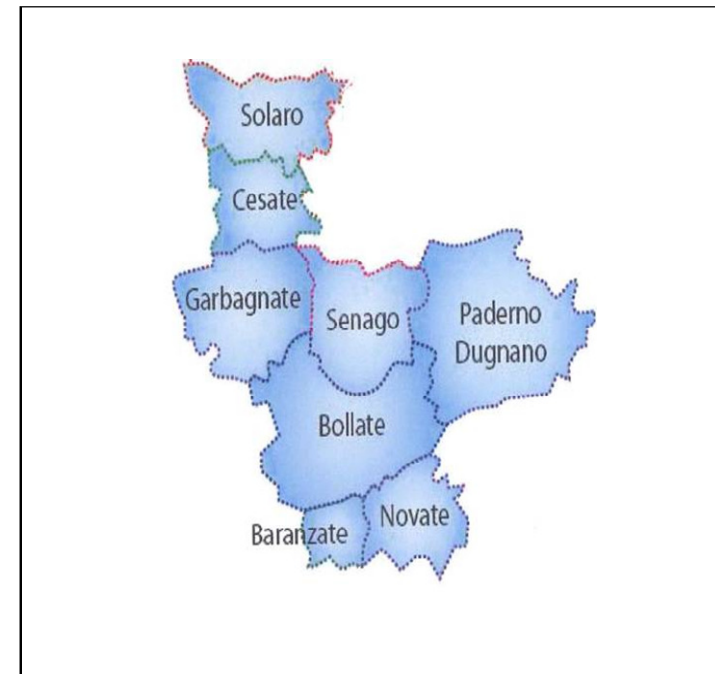 Solaro
Cesate
Garbagnate
Senago
Paderno
Dugnano
Bollate
Baranzate
Novate